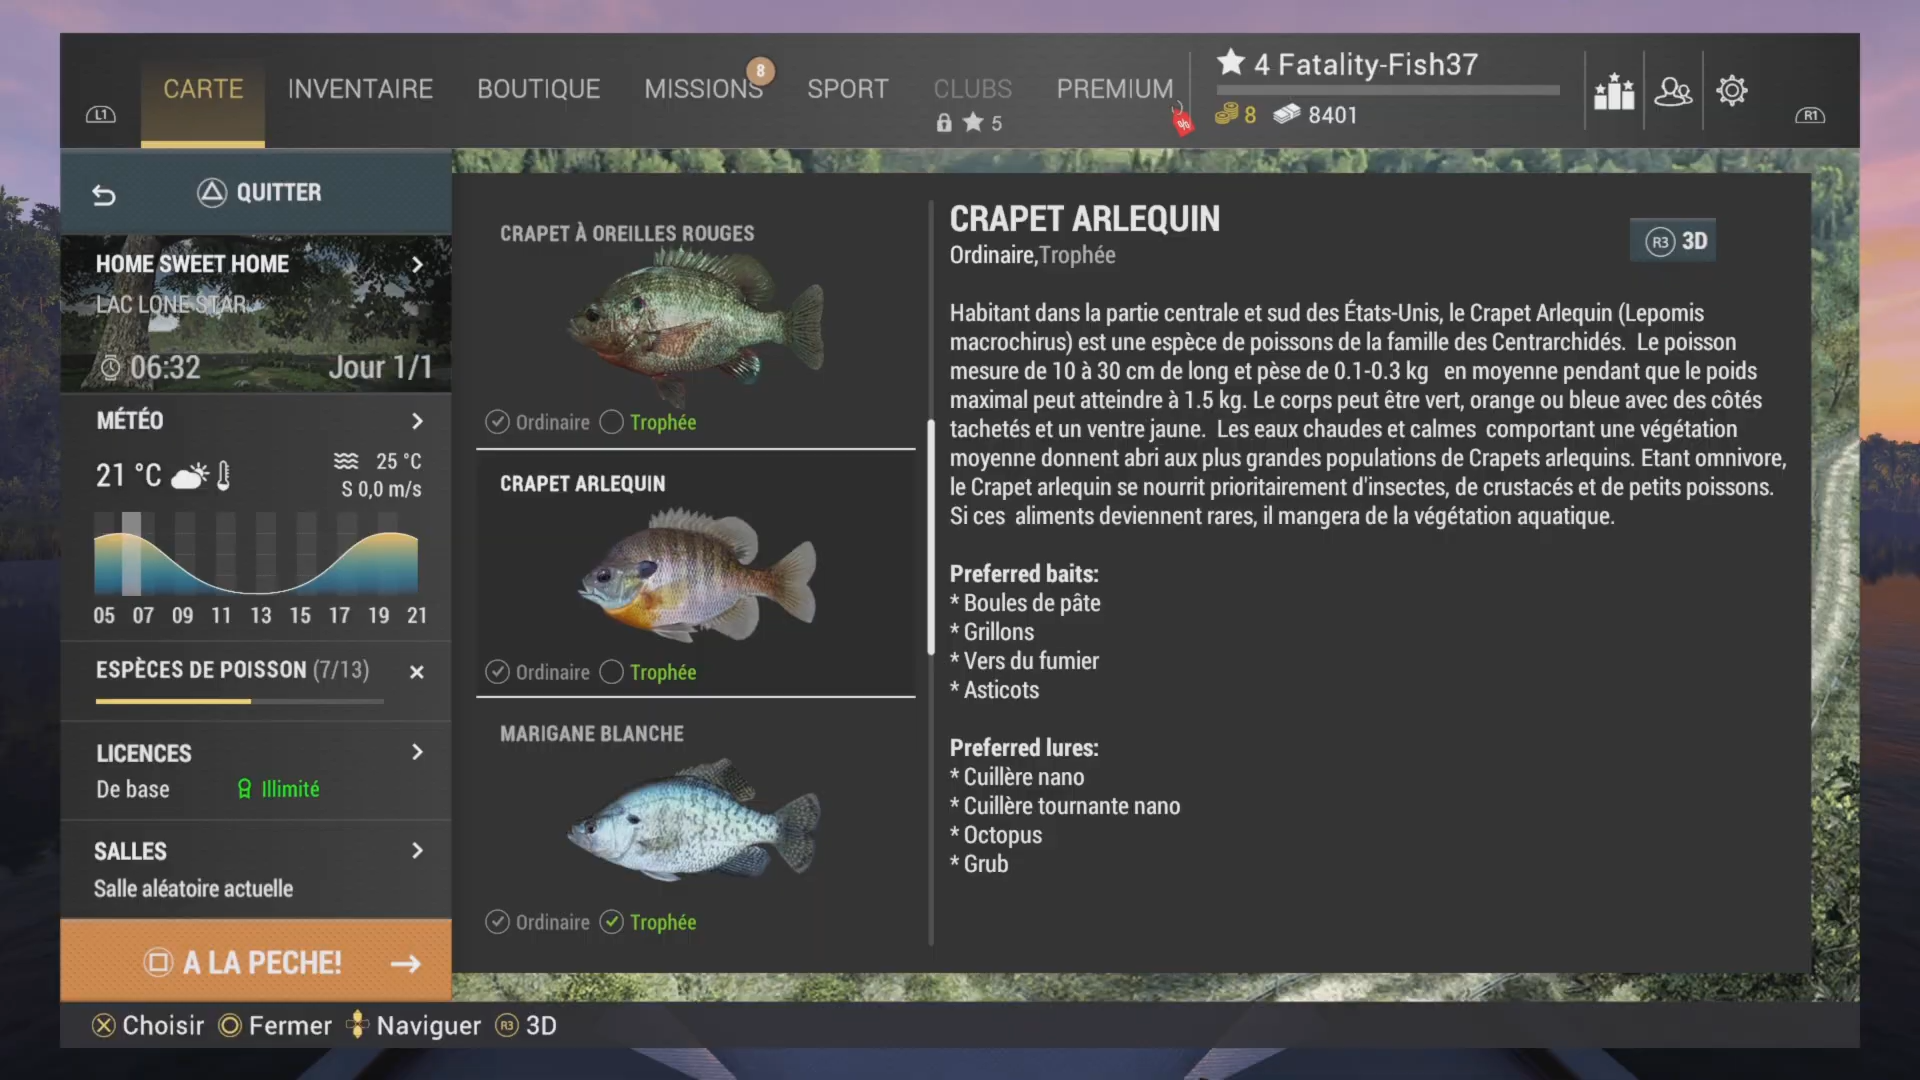 L1
CARTE
INVENTAIRE
BOUTIQUE
MISSIONS
8
SPORT
CLUBS
5
PREMIUM
%
4 Fatality-Fish37
8
8401
R1
QUITTER
HOME SWEET HOME
LAC LONE STAR
06:32
Jour 1/1
MÉTÉO
21 °C
25 °C
S 0,0 m/s
05 07 09 11 13 15 17 19 21
ESPÈCES DE POISSON (7/13)
LICENCES
De base
Illimité
SALLES
Salle aléatoire actuelle
A LA PECHE!
CRAPET À OREILLES ROUGES
Ordinaire Trophée
CRAPET ARLEQUIN
Ordinaire Trophée
MARIGANE BLANCHE
Ordinaire Trophée
CRAPET ARLEQUIN
Ordinaire,Trophée
R3 3D
Habitant dans la partie centrale et sud des États-Unis, le Crapet Arlequin (Lepomis
macrochirus) est une espèce de poissons de la famille des Centrarchidés. Le poisson
mesure de 10 à 30 cm de long et pèse de 0.1-0.3 kg en moyenne pendant que le poids
maximal peut atteindre à 1.5 kg. Le corps peut être vert, orange ou bleue avec des côtés
tachetés et un ventre jaune. Les eaux chaudes et calmes comportant une végétation
moyenne donnent abri aux plus grandes populations de Crapets arlequins. Etant omnivore,
le Crapet arlequin se nourrit prioritairement d'insectes, de crustacés et de petits poissons.
Si ces aliments deviennent rares, il mangera de la végétation aquatique.
Preferred baits:
* Boules de pâte
* Grillons
* Vers du fumier
* Asticots
Preferred lures:
* Cuillère nano
* Cuillère tournante nano
* Octopus
* Grub
Choisir Fermer Naviguer R3 3D